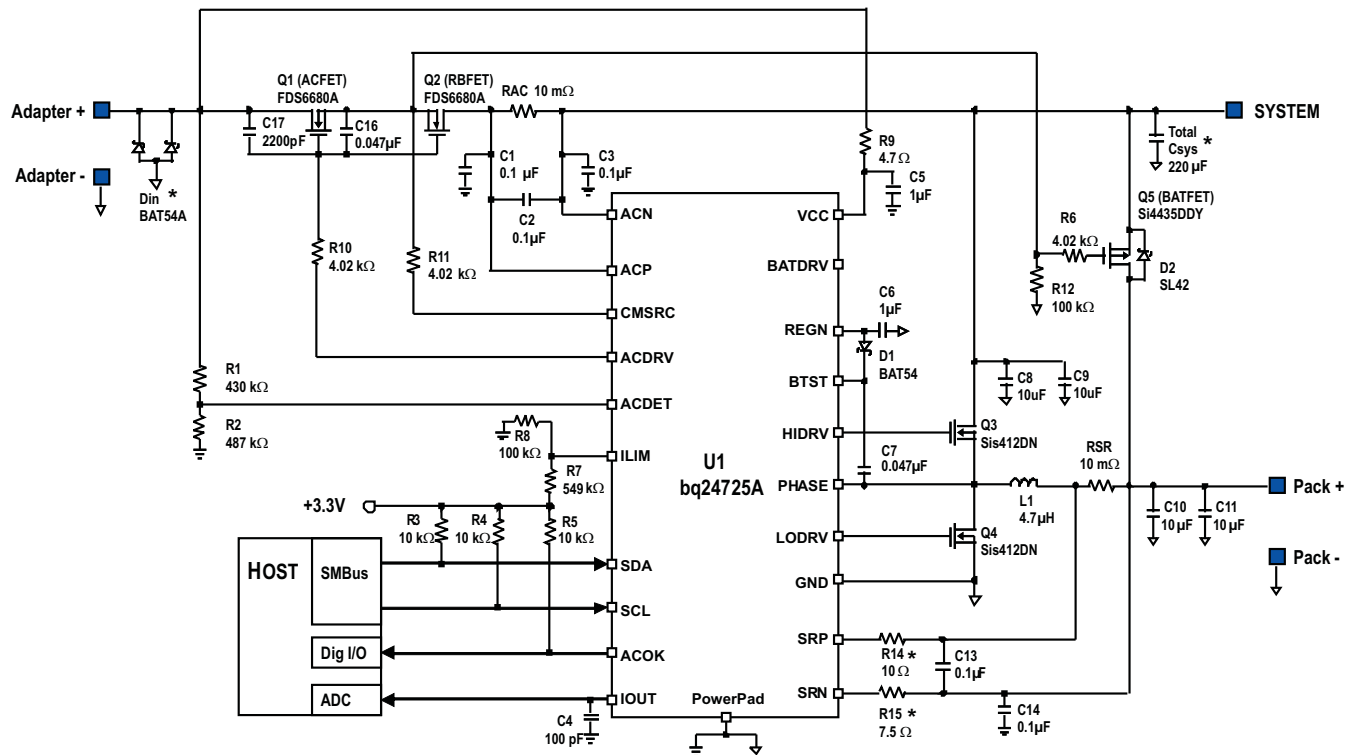 Adapter +
Adapter -
Din *
BAT54A
C17
2200pF
Q1 (ACFET)
FDS6680A
C16
0.047µF
Q2 (RBFET)
FDS6680A
RAC 10 mΩ
C1
0.1 µF
C2
0.1µF
C3
0.1µF
R10
4.02 kΩ
R11
4.02 kΩ
R1
430 kΩ
R2
487 kΩ
R8
100 kΩ
R7
549 kΩ
+3.3V
R3
10 kΩ
R4
10 kΩ
R5
10 kΩ
HOST
SMBus
Dig I/O
ADC
C4
100 pF
ACN
ACP
CMSRC
ACDRV
ACDET
ILIM
SDA
SCL
ACOK
IOUT
U1
bq24725A
PowerPad
VCC
BATDRV
REGN
BTST
HIDRV
PHASE
LODRV
GND
SRP
SRN
R9
4.7 Ω
C5
1µF
C6
1µF
D1
BAT54
C7
0.047µF
Q3
Sis412DN
Q4
Sis412DN
C8
10uF
C9
10uF
L1
4.7µH
RSR
10 mΩ
R14 *
10 Ω
R15 *
7.5 Ω
C13
0.1µF
C14
0.1µF
R6
4.02 kΩ
R12
100 kΩ
Total
Csys *
220 µF
Q5 (BATFET)
Si4435DDY
D2
SL42
C10
10 µF
C11
10 µF
SYSTEM
Pack +
Pack -